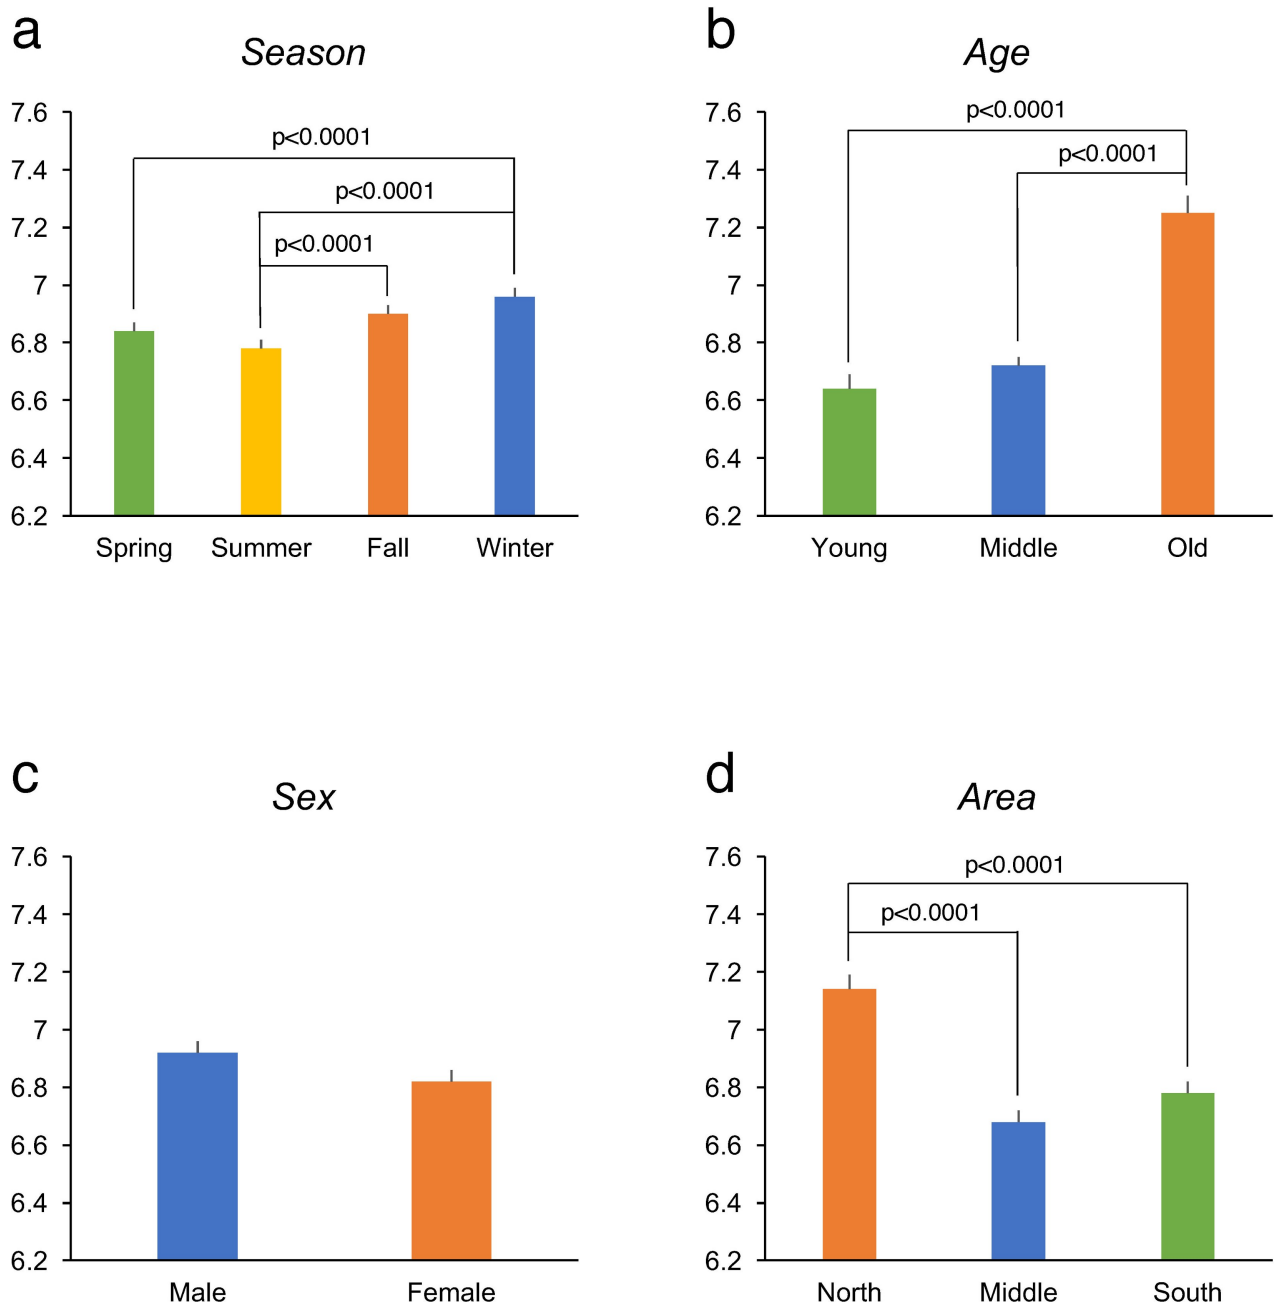 a
Season
7.6
7.4
7.2
7
6.8
6.6
6.4
6.2
p<0.0001
p<0.0001
p<0.0001
Spring Summer Fall Winter
b
Age
7.6
7.4
7.2
7
6.8
6.6
6.4
6.2
p<0.0001
p<0.0001
Young Middle Old
c
Sex
7.6
7.4
7.2
7
6.8
6.6
6.4
6.2
Male Female
d
Area
7.6
7.4
7.2
7
6.8
6.6
6.4
6.2
p<0.0001
p<0.0001
North Middle South